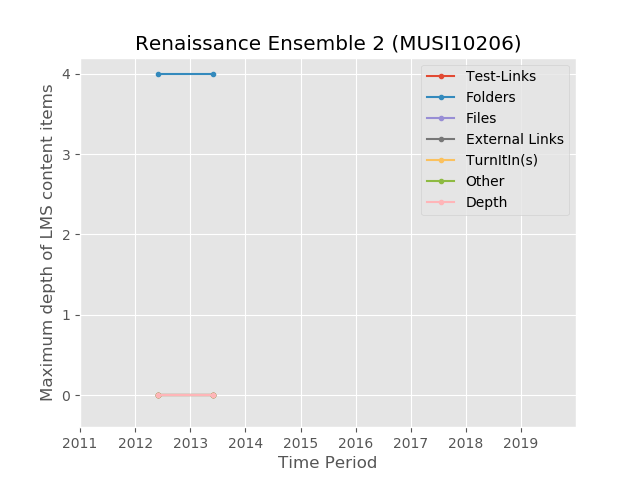 Renaissance Ensemble 2 (MUSI10206)
Maximum depth of LMS content items
4
3
2
1
0
Test-Links
Folders
Files
External Links
TurnItIn(s)
Other
Depth
2011 2012 2013 2014 2015 2016 2017 2018 2019
Time Period